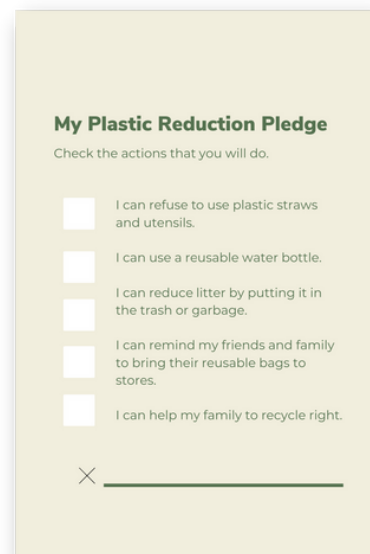 My Plastic Reduction Pledge
Check the actions that you will do.
I can refuse to use plastic straws
and utensils.
I can use a reusable water bottle.
I can reduce litter by putting it in
the trash or garbage.
I can remind my friends and family
to bring their reusable bags to
stores.
I can help my family to recycle right.